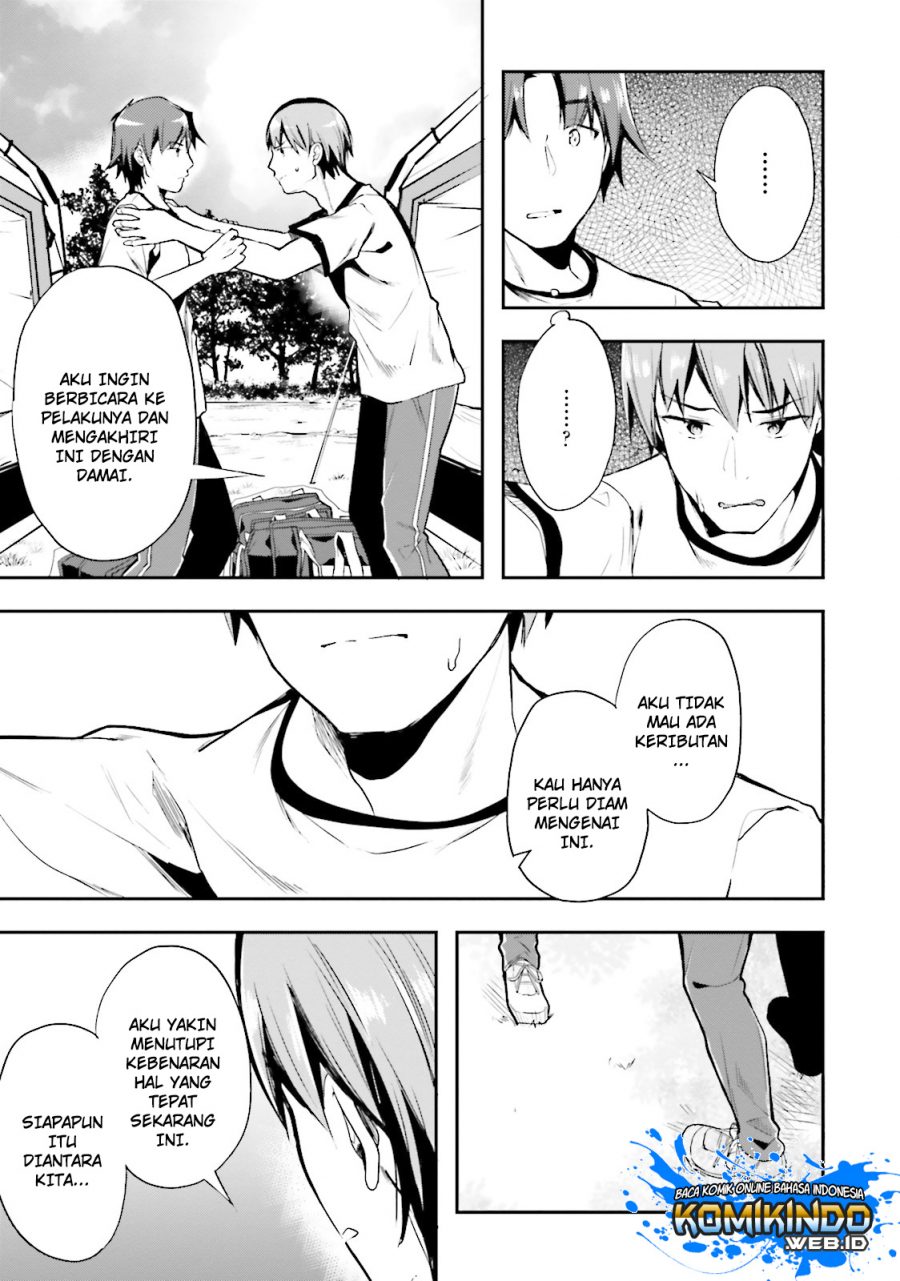 ......
......?
AKU INGIN
BERBICARA KE
PELAKUNYA DAN
MENGAKHIRI
INI DENGAN
DAMAI.
AKU TIDAK
MAU ADA
KERIBUTAN
...
KAU HANYA
PERLU DIAM
MENGENAI
INI.
AKU YAKIN
MENUTUPI
KEBENARAN
HAL YANG
TEPAT
SEKARANG
INI.
SIAPAPUN
ITU
DIANTARA
KITA...
BACA KOMIK ONLINE BAHASA INDONESIA
KOMIKINDO
.WEB.ID